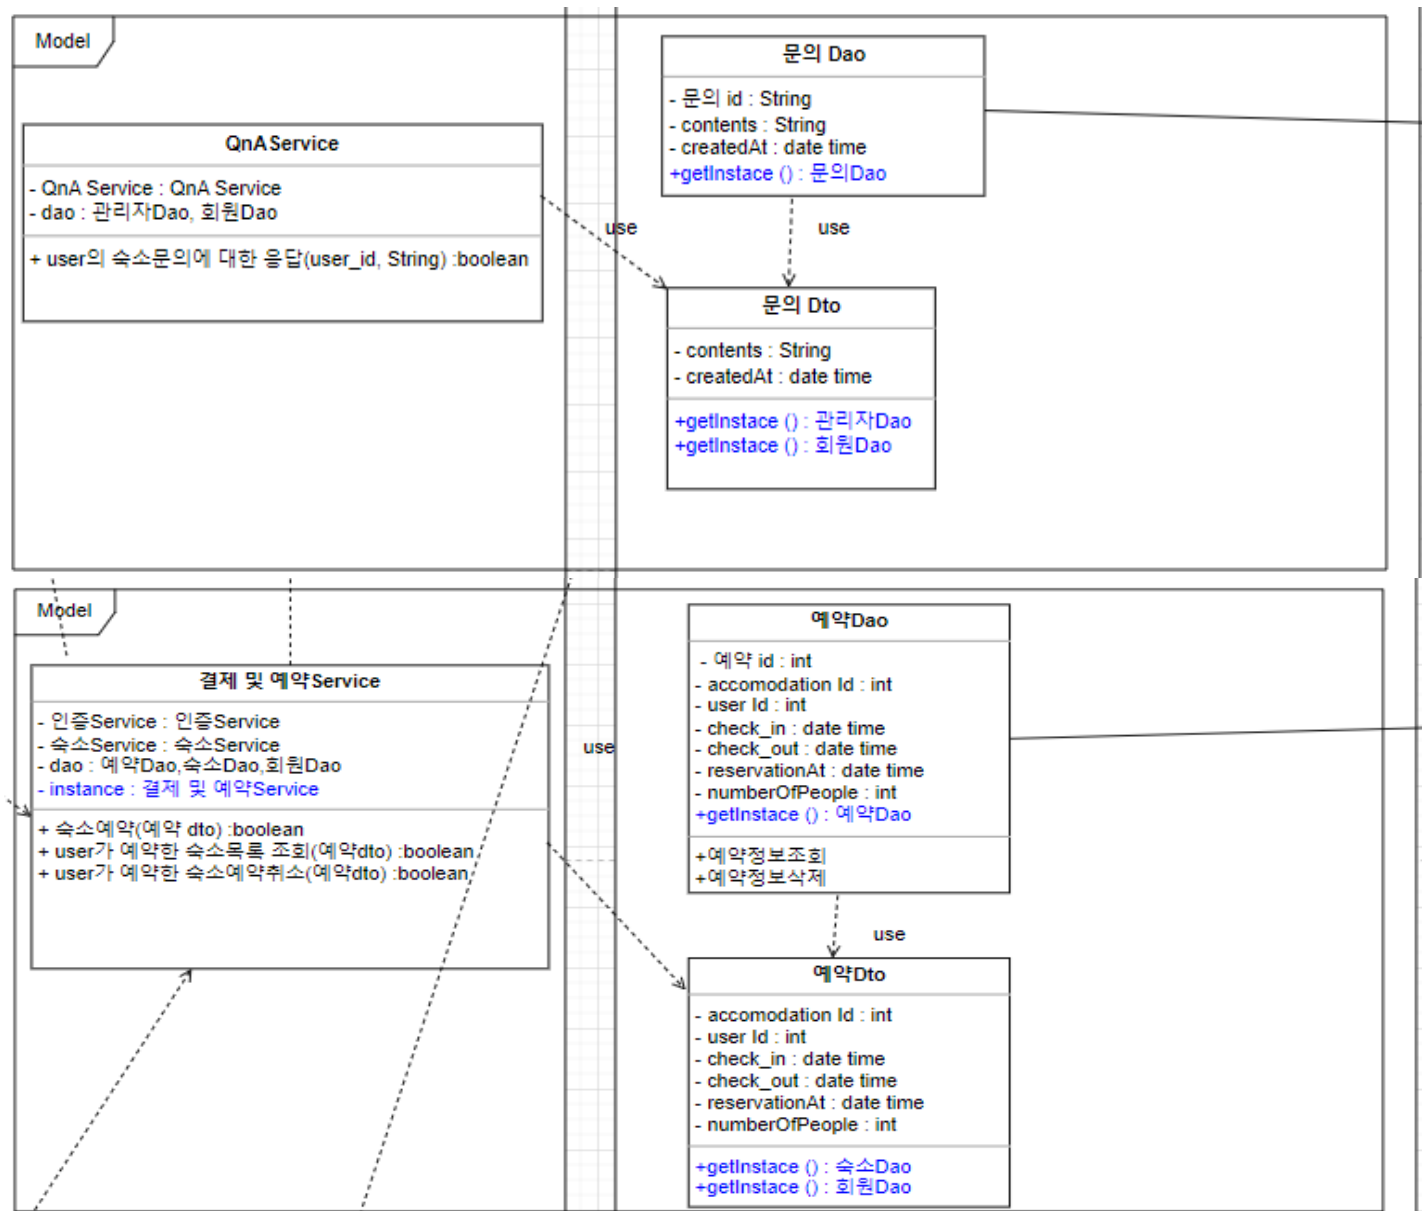 Model
QnAService
- QnA Service : QnA Service
- dao : 관리자Dao, 회원Dao
+ user의 숙소문의에 대한 응답(user_id, String) :boolean
use
문의 Dao
- 문의 id : String
- contents : String
- createdAt : date time
+getInstace () : 문의Dao
use
문의 Dto
- contents : String
- createdAt : date time
+getInstace () : 관리자Dao
+getInstace () : 회원Dao
Model
결제 및 예약Service
- 인증Service : 인증Service
- 숙소Service : 숙소Service
- dao : 예약Dao,숙소Dao,회원Dao
- instance : 결제 및 예약Service
+ 숙소예약(예약 dto) :boolean
+ user가 예약한 숙소목록 조회(예약dto) :boolean
+ user가 예약한 숙소예약취소(예약dto) :boolean
use
예약Dao
- 예약 id : int
- accomodation Id : int
- user Id : int
- check_in : date time
- check_out : date time
- reservationAt : date time
- numberOfPeople : int
+getInstace () : 예약Dao
+예약정보조회
+예약정보삭제
use
예약Dto
- accomodation Id : int
- user Id : int
- check_in : date time
- check_out : date time
- reservationAt : date time
- numberOfPeople : int
+getInstace () : 숙소Dao
+getInstace () : 회원Dao